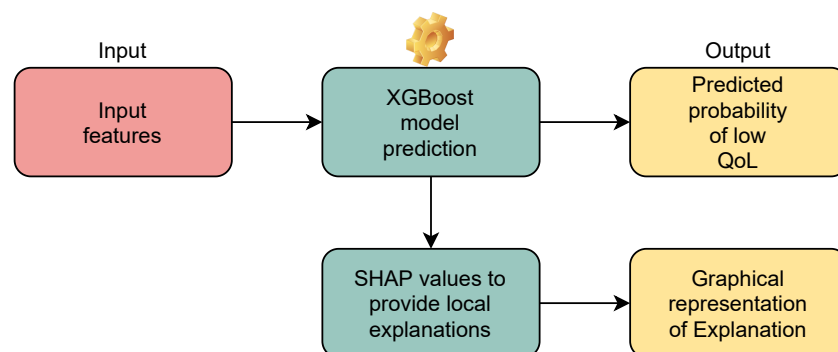 Input
Output
Input
features
XGBoost
model
prediction
Predicted
probability
of low
QoL
SHAP values to
provide local
explanations
Graphical
representation
of Explanation